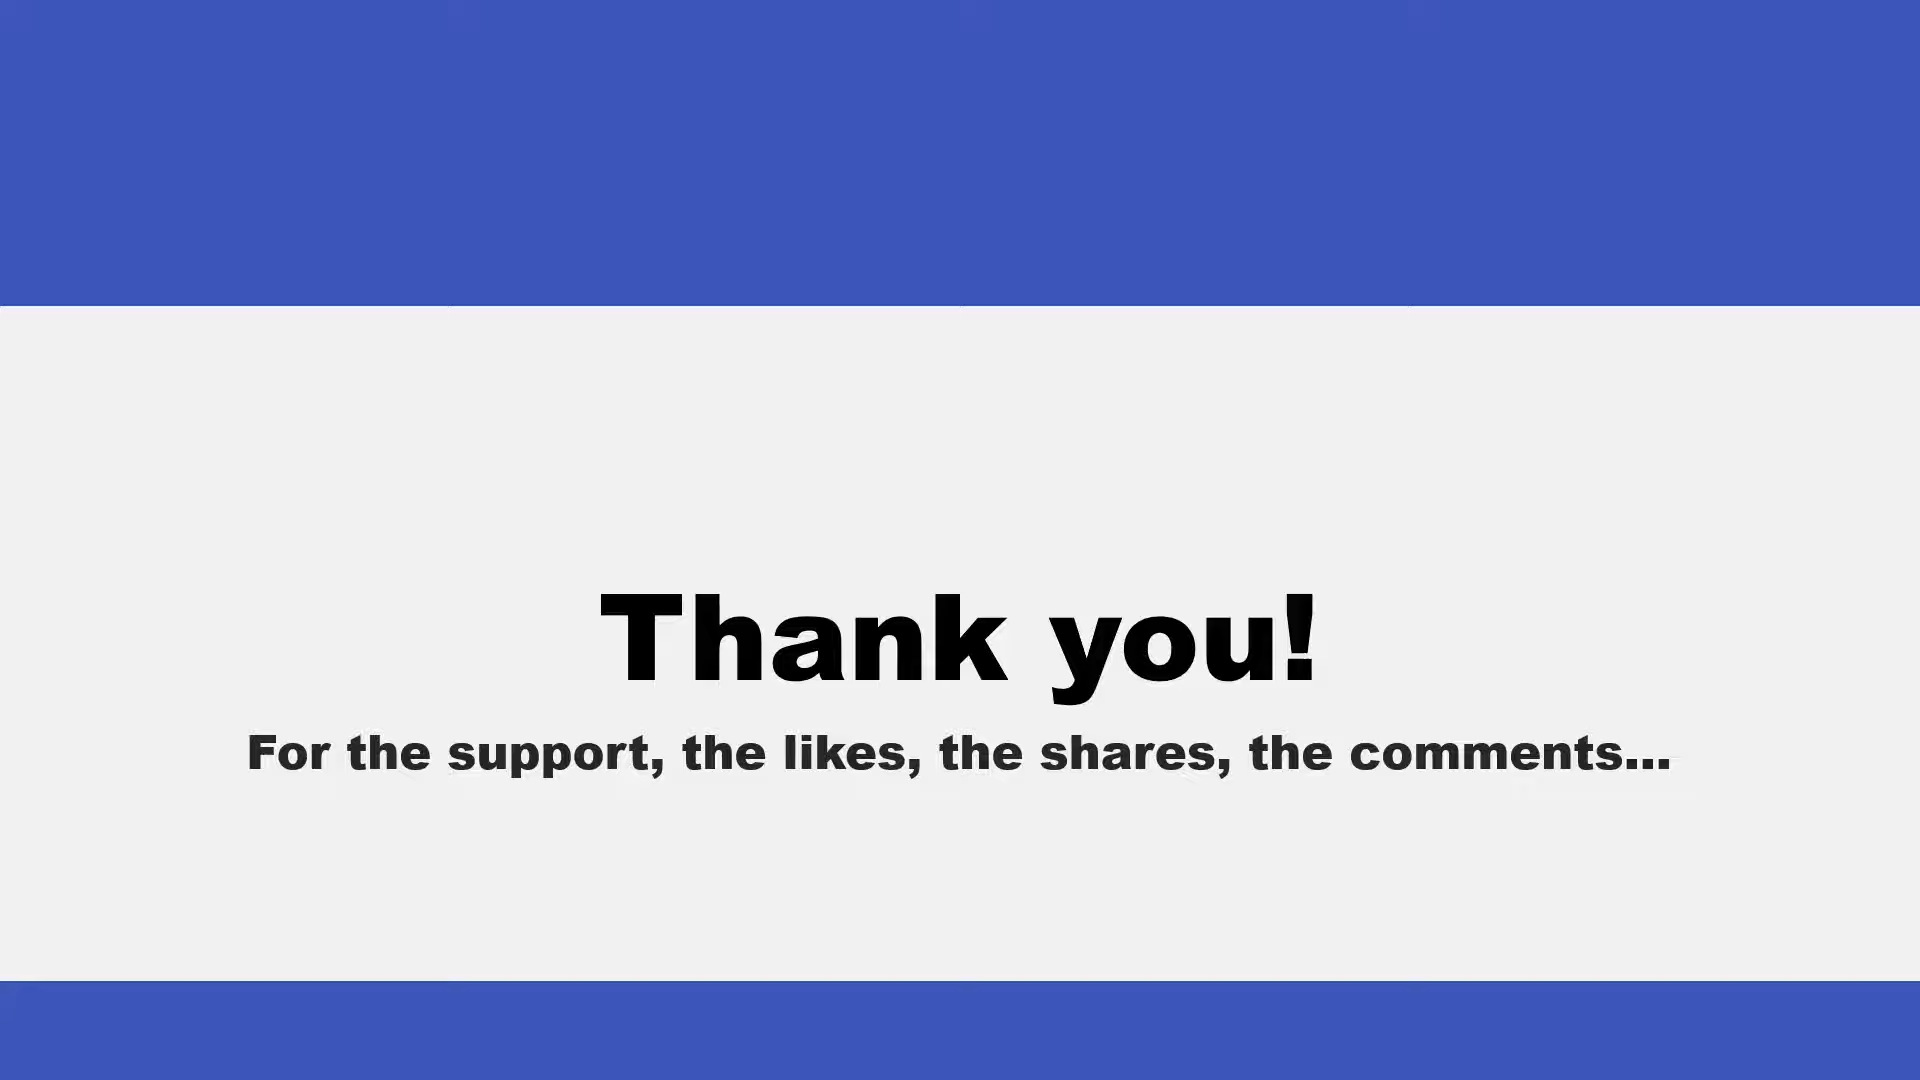 Thank you!
For the support, the likes, the shares, the comments...